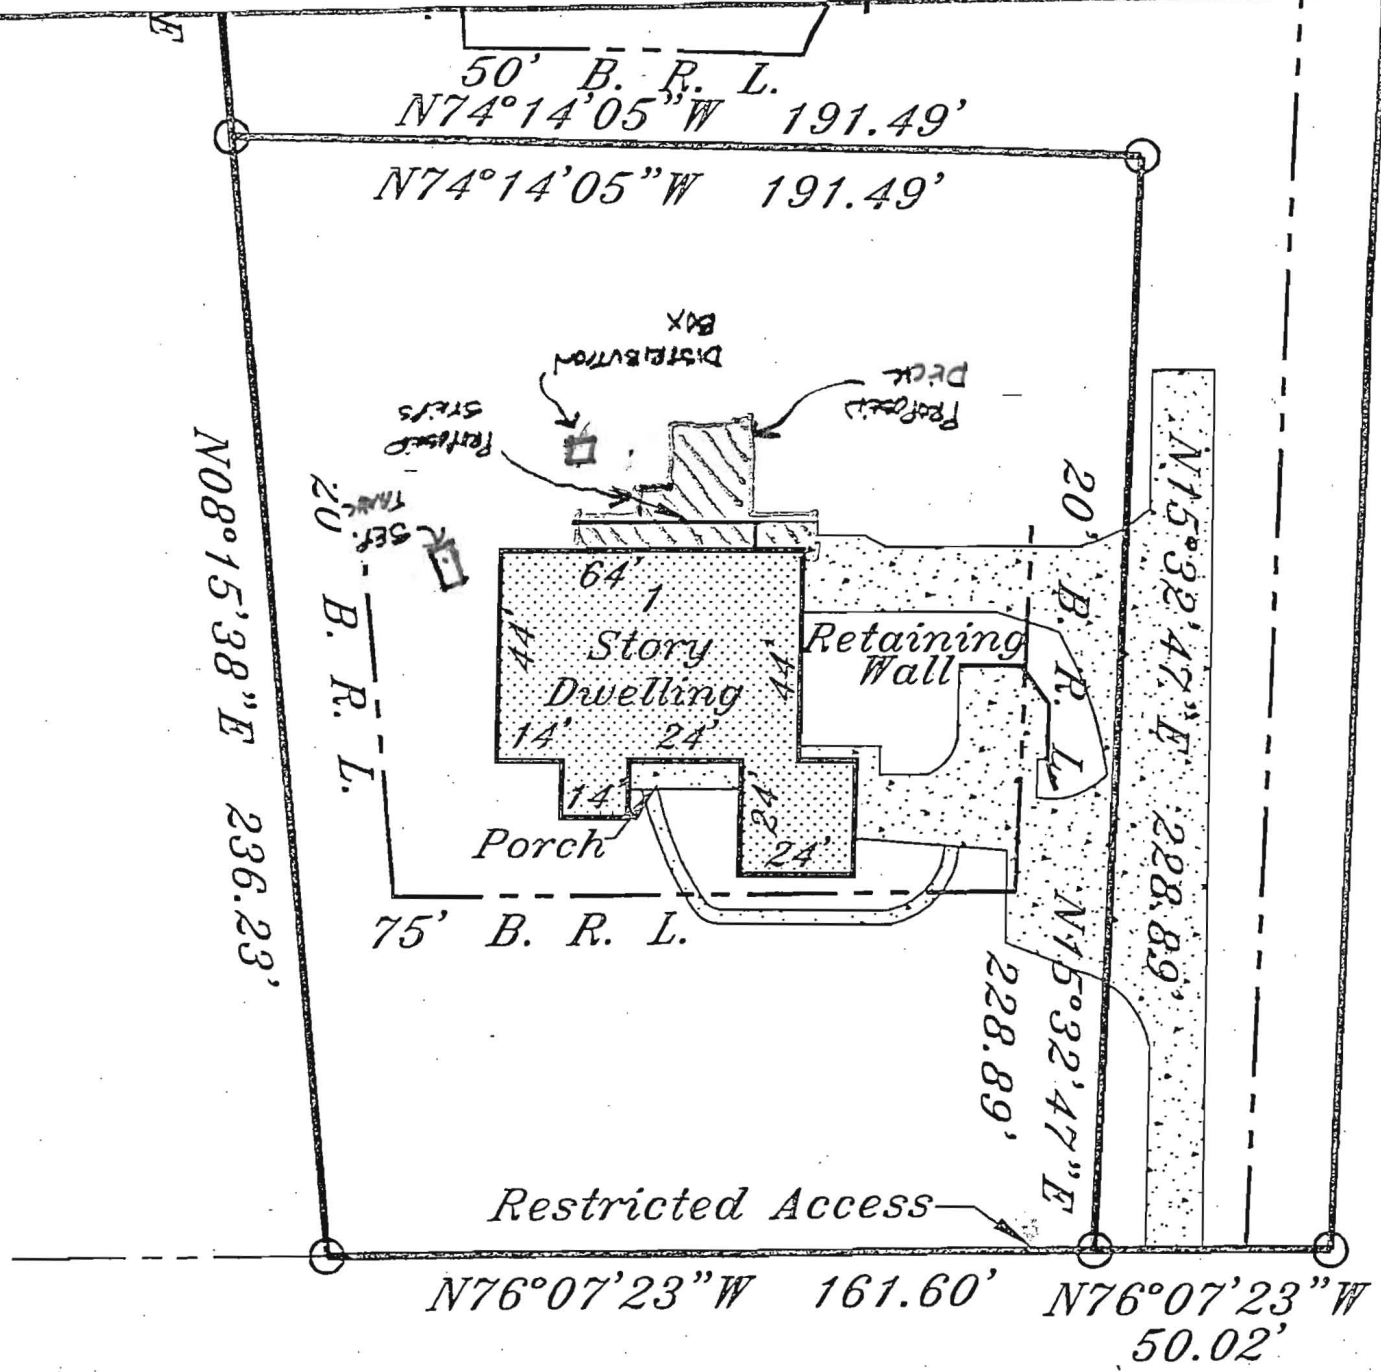 E
50' B. R. L.
N74°14'05"W 191.49'
N74°14'05"W 191.49'
DISTRIBUTION
BOX
PROPOSED
DECK
PROPOSED
STEPS
SEP.
TANK
20' B. R. L.
N08°15'38"E 236.23'
20' B. R. L.
N15°32'47"E 228.89'
64'
1
Story
Dwelling
44'
44'
Retaining
Wall
14'
24'
14'
24'
24'
Porch
75' B. R. L.
N15°32'47"E
228.89'
Restricted Access
N76°07'23"W 161.60'
N76°07'23"W
50.02'